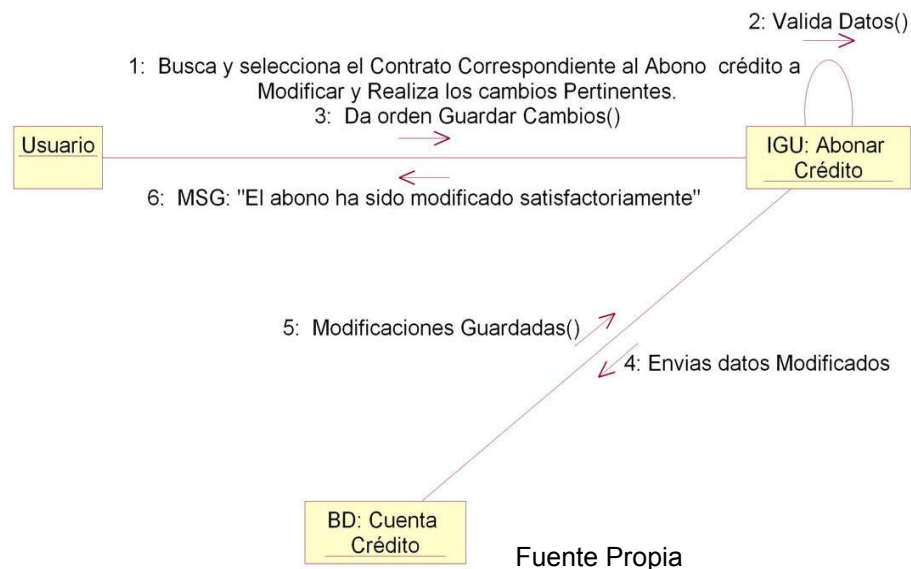 2: Valida Datos()
1: Busca y selecciona el Contrato Correspondiente al Abono crédito a
Modificar y Realiza los cambios Pertinentes.
3: Da orden Guardar Cambios()
Usuario
IGU: Abonar
Crédito
6: MSG: "El abono ha sido modificado satisfactoriamente"
5: Modificaciones Guardadas()
4: Envias datos Modificados
BD: Cuenta
Crédito
Fuente Propia